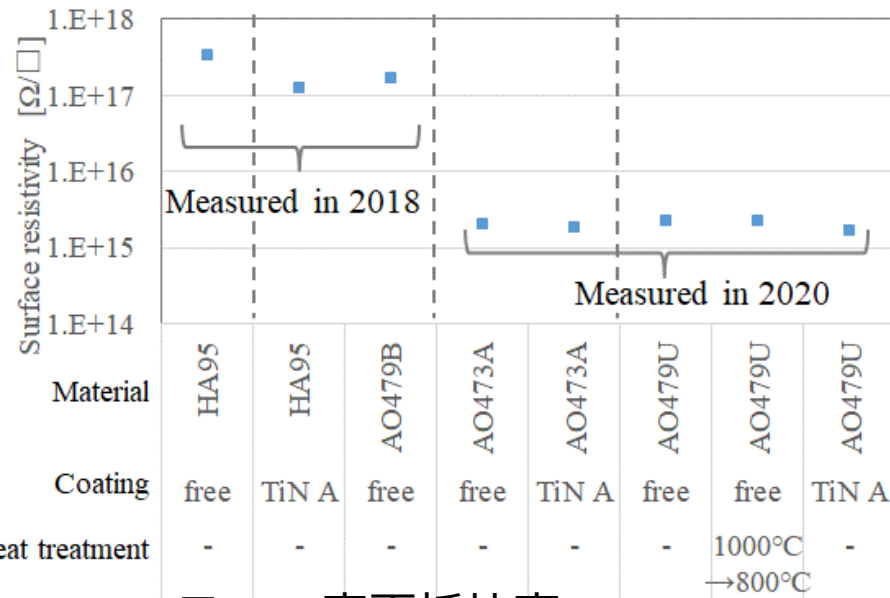 1.E+18
1.E+17
1.E+16
1.E+15
1.E+14
Surface resistivity [Ω/□]
Measured in 2018
Measured in 2020
Material HA95 HA95 AO479B AO473A AO473A AO479U AO479U AO479U
Coating free TiN A free free TiN A free free TiN A
eat treatment - - - - - - 1000℃ -
→800℃